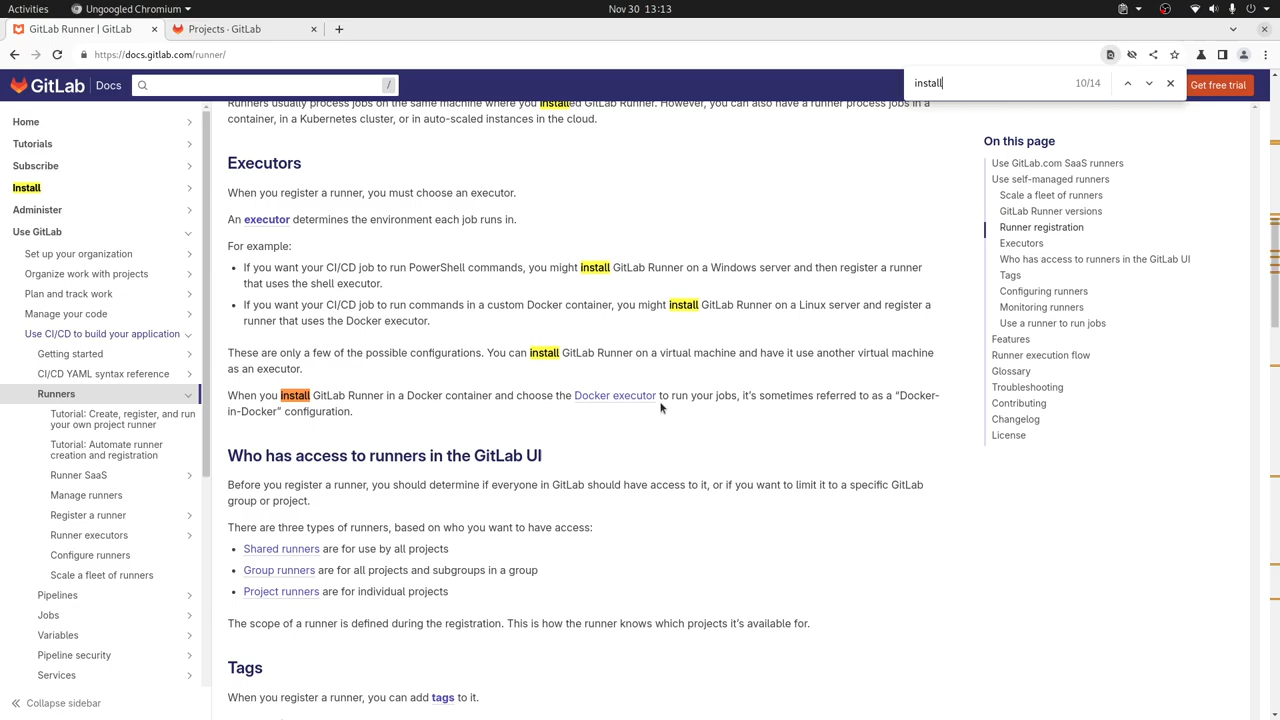 Activities
Ungoogled Chromium
Nov 30 13:13
GitLab Runner | GitLab
Projects · GitLab
https://docs.gitlab.com/runner/
GitLab Docs
/
install
10/14
Get free trial
Home
Tutorials
Subscribe
Install
Administer
Use GitLab
Set up your organization
Organize work with projects
Plan and track work
Manage your code
Use CI/CD to build your application
Getting started
CI/CD YAML syntax reference
Runners
Tutorial: Create, register, and run
your own project runner
Tutorial: Automate runner
creation and registration
Runner SaaS
Manage runners
Register a runner
Runner executors
Configure runners
Scale a fleet of runners
Pipelines
Jobs
Variables
Pipeline security
Services
Collapse sidebar
Runners usually process jobs on the same machine where you installed GitLab Runner. However, you can also have a runner process jobs in a
container, in a Kubernetes cluster, or in auto-scaled instances in the cloud.
Executors
When you register a runner, you must choose an executor.
An executor determines the environment each job runs in.
For example:
• If you want your CI/CD job to run PowerShell commands, you might install GitLab Runner on a Windows server and then register a runner
that uses the shell executor.
• If you want your CI/CD job to run commands in a custom Docker container, you might install GitLab Runner on a Linux server and register a
runner that uses the Docker executor.
These are only a few of the possible configurations. You can install GitLab Runner on a virtual machine and have it use another virtual machine
as an executor.
When you install GitLab Runner in a Docker container and choose the Docker executor to run your jobs, it’s sometimes referred to as a “Docker-
in-Docker” configuration.
Who has access to runners in the GitLab UI
Before you register a runner, you should determine if everyone in GitLab should have access to it, or if you want to limit it to a specific GitLab
group or project.
There are three types of runners, based on who you want to have access:
• Shared runners are for use by all projects
• Group runners are for all projects and subgroups in a group
• Project runners are for individual projects
The scope of a runner is defined during the registration. This is how the runner knows which projects it’s available for.
Tags
When you register a runner, you can add tags to it.
On this page
Use GitLab.com SaaS runners
Use self-managed runners
Scale a fleet of runners
GitLab Runner versions
Runner registration
Executors
Who has access to runners in the GitLab UI
Tags
Configuring runners
Monitoring runners
Use a runner to run jobs
Features
Runner execution flow
Glossary
Troubleshooting
Contributing
Changelog
License